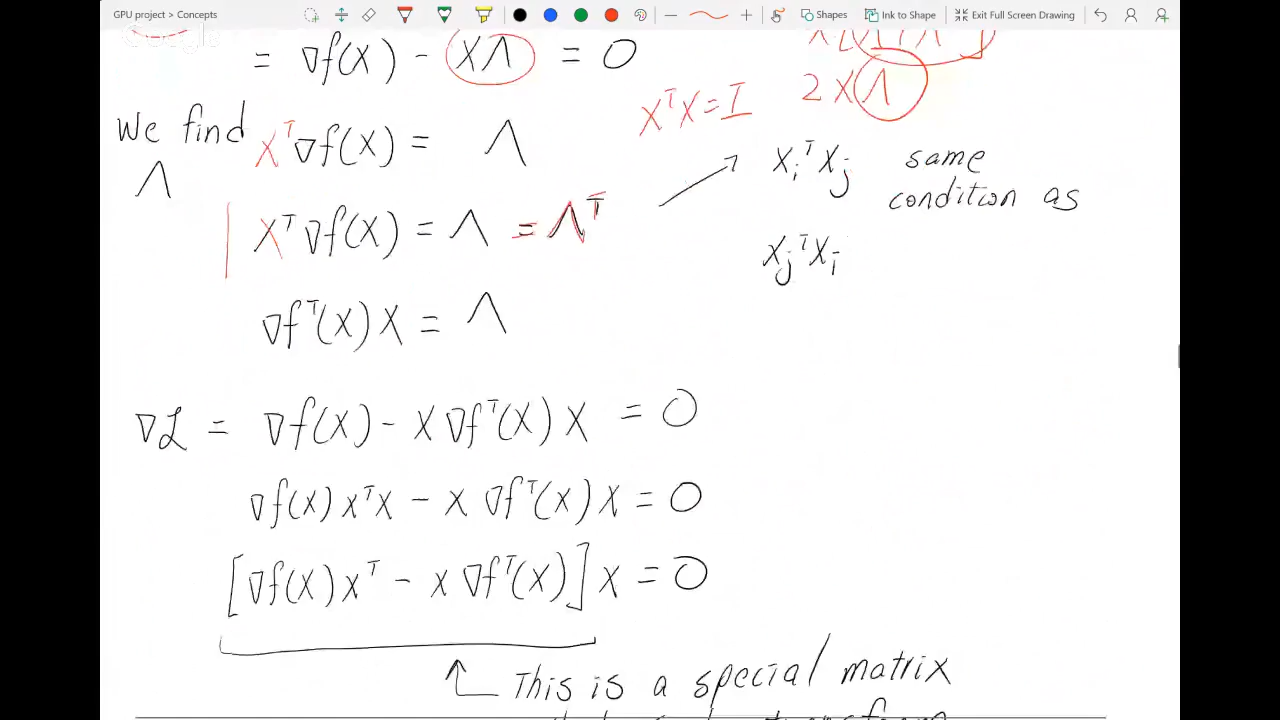 GPU project > Concepts
Shapes
Ink to Shape
Exit Full Screen Drawing
= ∇f(X) - XΛ = 0
2XΛ
We find
Λ
X^T ∇f(X) = Λ
X^T X = I
X_i^T X_j same
condition as
X_j^T X_i
X^T ∇f(X) = Λ = Λ^T
∇f^T(X) X = Λ
∇ℒ = ∇f(X) - X ∇f^T(X) X = 0
∇f(X) X^T X - X ∇f^T(X) X = 0
[∇f(X) X^T - X ∇f^T(X)] X = 0
This is a special matrix